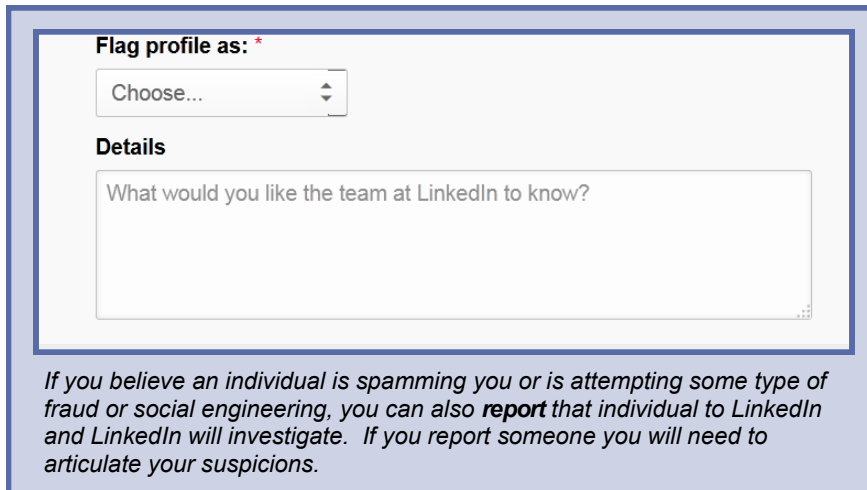 Flag profile as: *
Choose...
Details
What would you like the team at LinkedIn to know?
If you believe an individual is spamming you or is attempting some type of
fraud or social engineering, you can also report that individual to LinkedIn
and LinkedIn will investigate.  If you report someone you will need to
articulate your suspicions.